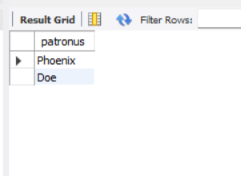 Result Grid Filter Rows:
patronus
Phoenix
Doe